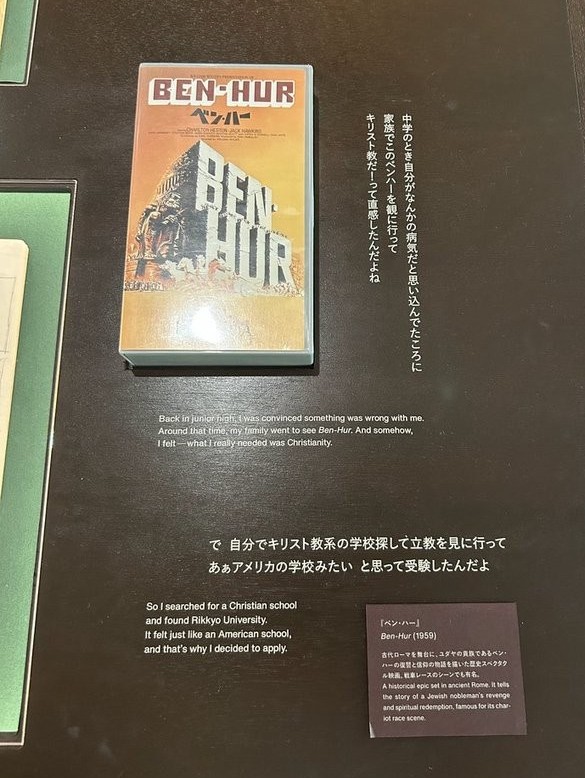 BEN-HUR
ベン・ハー
CHARLTON HESTON・JACK HAWKINS
BEN-
HUR
中学のとき自分がなんかの病気だと思い込んでたころに
家族でこのベンハーを観に行って
キリスト教だ！って直感したんだよね
Back in junior high, I was convinced something was wrong with me.
Around that time, my family went to see Ben-Hur. And somehow,
I felt—what I really needed was Christianity.
で 自分でキリスト教系の学校探して立教を見に行って
あぁアメリカの学校みたい と思って受験したんだよ
So I searched for a Christian school
and found Rikkyo University.
It felt just like an American school,
and that's why I decided to apply.
『ベン・ハー』
Ben-Hur (1959)
古代ローマを舞台に、ユダヤの貴族であるベン・
ハーの復讐と信仰の物語を描いた歴史スペクタク
ル映画。戦車レースのシーンでも有名。
A historical epic set in ancient Rome. It tells
the story of a Jewish nobleman's revenge
and spiritual redemption, famous for its char-
iot race scene.